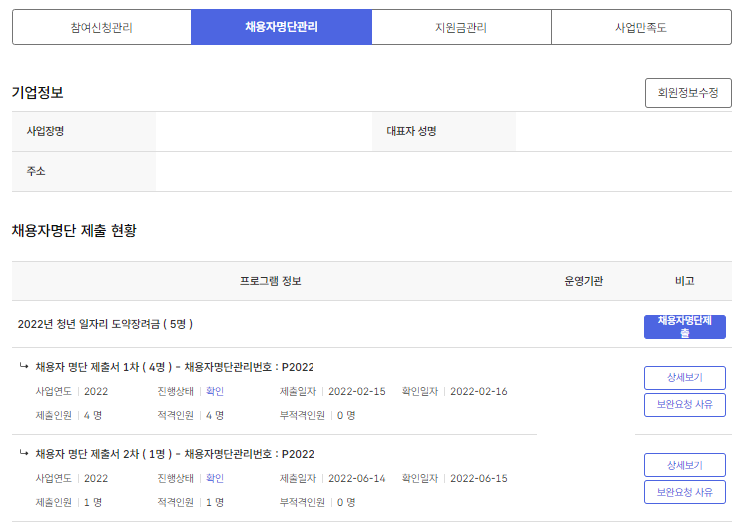 참여신청관리 채용자명단관리 지원금관리 사업만족도
기업정보 회원정보수정
사업장명 대표자 성명
주소
채용자명단 제출 현황
프로그램 정보 운영기관 비고
2022년 청년 일자리 도약장려금 ( 5명 ) 채용자명단제
출
↳ 채용자 명단 제출서 1차 ( 4명 ) - 채용자명단관리번호 : P2022
상세보기
사업연도 | 2022 진행상태 | 확인 제출일자 | 2022-02-15 확인일자 | 2022-02-16
보완요청 사유
제출인원 | 4 명 적격인원 | 4 명 부적격인원 | 0 명
↳ 채용자 명단 제출서 2차 ( 1명 ) - 채용자명단관리번호 : P2022
상세보기
사업연도 | 2022 진행상태 | 확인 제출일자 | 2022-06-14 확인일자 | 2022-06-15
보완요청 사유
제출인원 | 1 명 적격인원 | 1 명 부적격인원 | 0 명